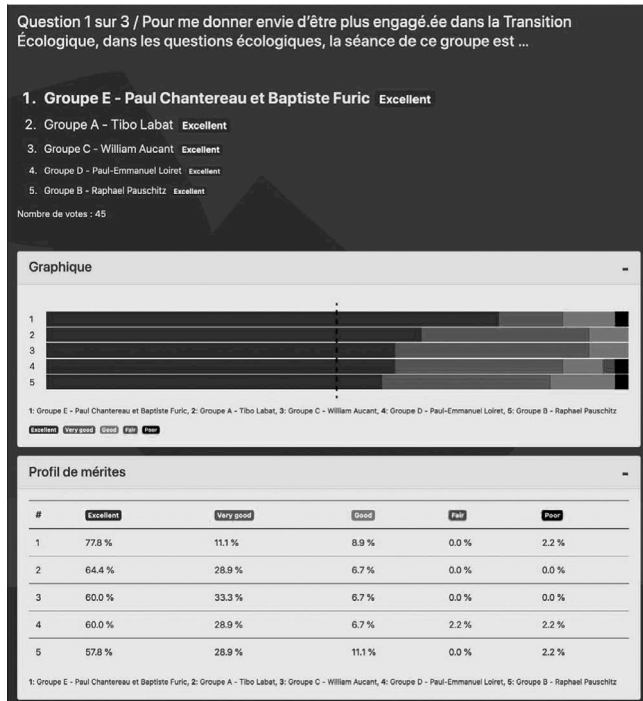 Question 1 sur 3 / Pour me donner envie d'être plus engagé.ée dans la Transition
Écologique, dans les questions écologiques, la séance de ce groupe est ...
1. Groupe E - Paul Chantereau et Baptiste Furic Excellent
2. Groupe A - Tibo Labat Excellent
3. Groupe C - William Aucant Excellent
4. Groupe D - Paul-Emmanuel Loiret Excellent
5. Groupe B - Raphael Pauschitz Excellent
Nombre de votes : 45
Graphique -
1
2
3
4
5
1: Groupe E - Paul Chantereau et Baptiste Furic, 2: Groupe A - Tibo Labat, 3: Groupe C - William Aucant, 4: Groupe D - Paul-Emmanuel Loiret, 5: Groupe B - Raphael Pauschitz
Excellent Very good Good Fair Poor
Profil de mérites -
# Excellent Very good Good Fair Poor
1 77.8 % 11.1 % 8.9 % 0.0 % 2.2 %
2 64.4 % 28.9 % 6.7 % 0.0 % 0.0 %
3 60.0 % 33.3 % 6.7 % 0.0 % 0.0 %
4 60.0 % 28.9 % 6.7 % 2.2 % 2.2 %
5 57.8 % 28.9 % 11.1 % 0.0 % 2.2 %
1: Groupe E - Paul Chantereau et Baptiste Furic, 2: Groupe A - Tibo Labat, 3: Groupe C - William Aucant, 4: Groupe D - Paul-Emmanuel Loiret, 5: Groupe B - Raphael Pauschitz